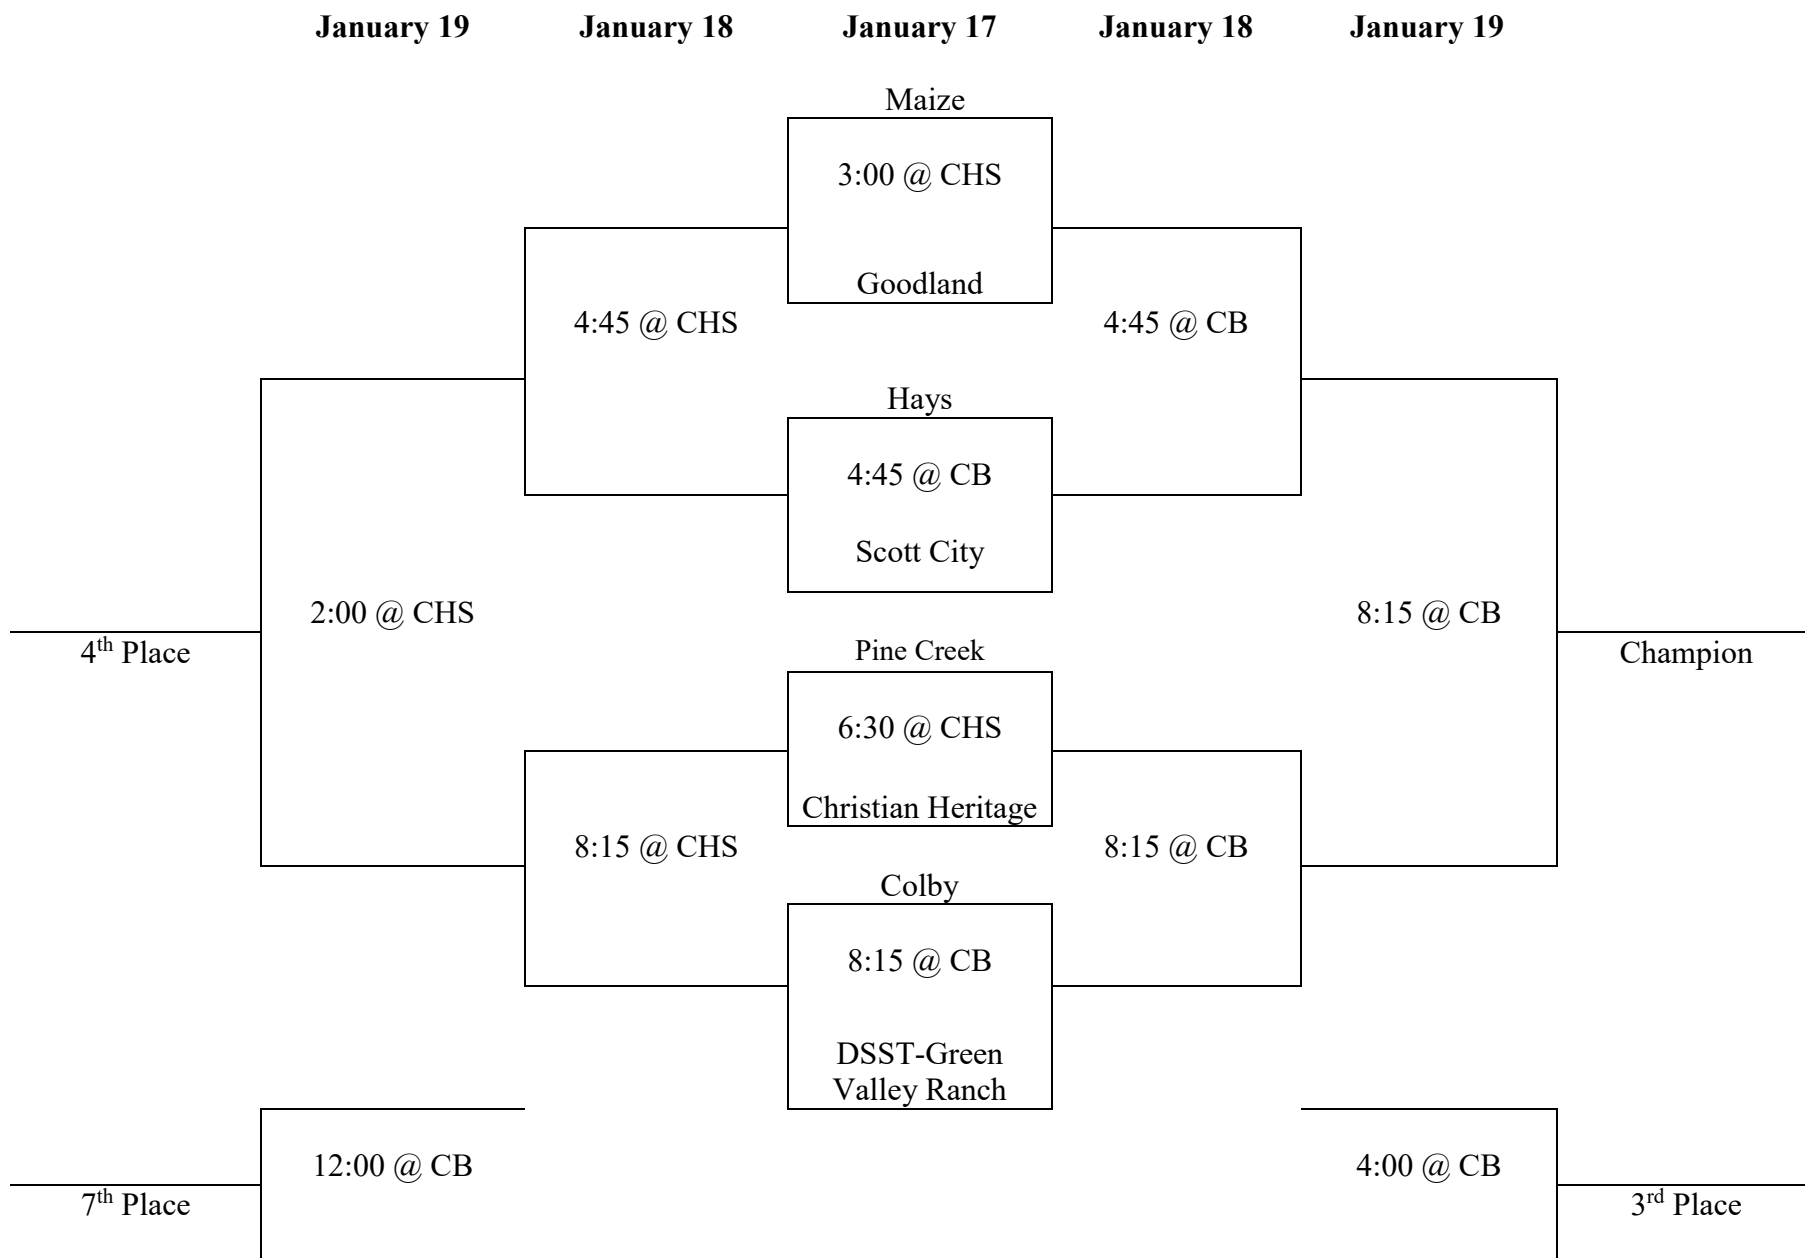 January 19 January 18 January 17 January 18 January 19
Maize
3:00 @ CHS
Goodland
4:45 @ CHS 4:45 @ CB
Hays
4:45 @ CB
Scott City
2:00 @ CHS 8:15 @ CB
4th Place Pine Creek Champion
6:30 @ CHS
Christian Heritage
8:15 @ CHS 8:15 @ CB
Colby
8:15 @ CB
DSST-Green
Valley Ranch
12:00 @ CB 4:00 @ CB
7th Place 3rd Place